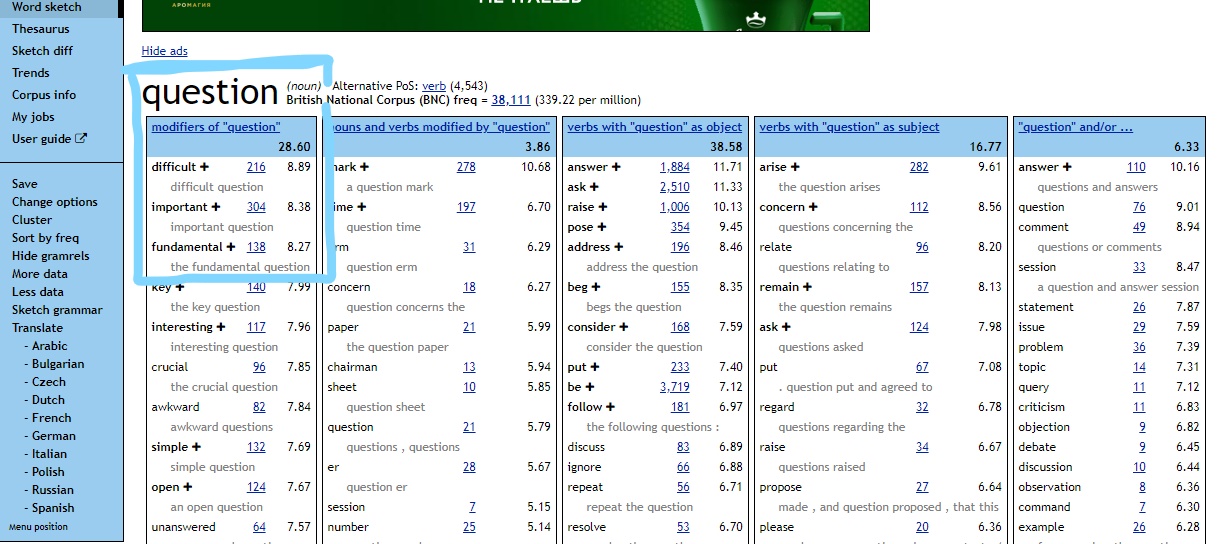 Word sketch
Thesaurus
Sketch diff
Trends
Corpus info
My jobs
User guide
Save
Change options
Cluster
Sort by freq
Hide gramrels
More data
Less data
Sketch grammar
Translate
- Arabic
- Bulgarian
- Czech
- Dutch
- French
- German
- Italian
- Polish
- Russian
- Spanish
Menu position
АРОМАГИЯ
Hide ads
question (noun) Alternative PoS: verb (4,543)
British National Corpus (BNC) freq = 38,111 (339.22 per million)
modifiers of "question"
28.60
difficult + 216 8.89
difficult question
important + 304 8.38
important question
fundamental + 138 8.27
the fundamental question
key + 140 7.99
the key question
interesting + 117 7.96
interesting question
crucial 96 7.85
the crucial question
awkward 82 7.84
awkward questions
simple + 132 7.69
simple question
open + 124 7.67
an open question
unanswered 64 7.57
nouns and verbs modified by "question"
3.86
mark + 278 10.68
a question mark
time + 197 6.70
question time
erm 31 6.29
question erm
concern 18 6.27
question concerns the
paper 21 5.99
the question paper
chairman 13 5.94
sheet 10 5.85
question sheet
question 21 5.79
questions , questions
er 28 5.67
question er
session 7 5.15
number 25 5.14
verbs with "question" as object
38.58
answer + 1,884 11.71
ask + 2,510 11.33
raise + 1,006 10.13
pose + 354 9.45
address + 196 8.46
address the question
beg + 155 8.35
begs the question
consider + 168 7.59
consider the question
put + 233 7.40
be + 3,719 7.12
follow + 181 6.97
the following questions :
discuss 83 6.89
ignore 66 6.88
repeat 56 6.71
repeat the question
resolve 53 6.70
verbs with "question" as subject
16.77
arise + 282 9.61
the question arises
concern + 112 8.56
questions concerning the
relate 96 8.20
questions relating to
remain + 157 8.13
the question remains
ask + 124 7.98
questions asked
put 67 7.08
. question put and agreed to
regard 32 6.78
questions regarding the
raise 34 6.67
questions raised
propose 27 6.64
made , and question proposed , that this
please 20 6.36
"question" and/or ...
6.33
answer + 110 10.16
questions and answers
question 76 9.01
comment 49 8.94
questions or comments
session 33 8.47
a question and answer session
statement 26 7.87
issue 29 7.59
problem 36 7.39
topic 14 7.31
query 11 7.12
criticism 11 6.83
objection 9 6.82
debate 9 6.45
discussion 10 6.44
observation 8 6.36
command 7 6.30
example 26 6.28